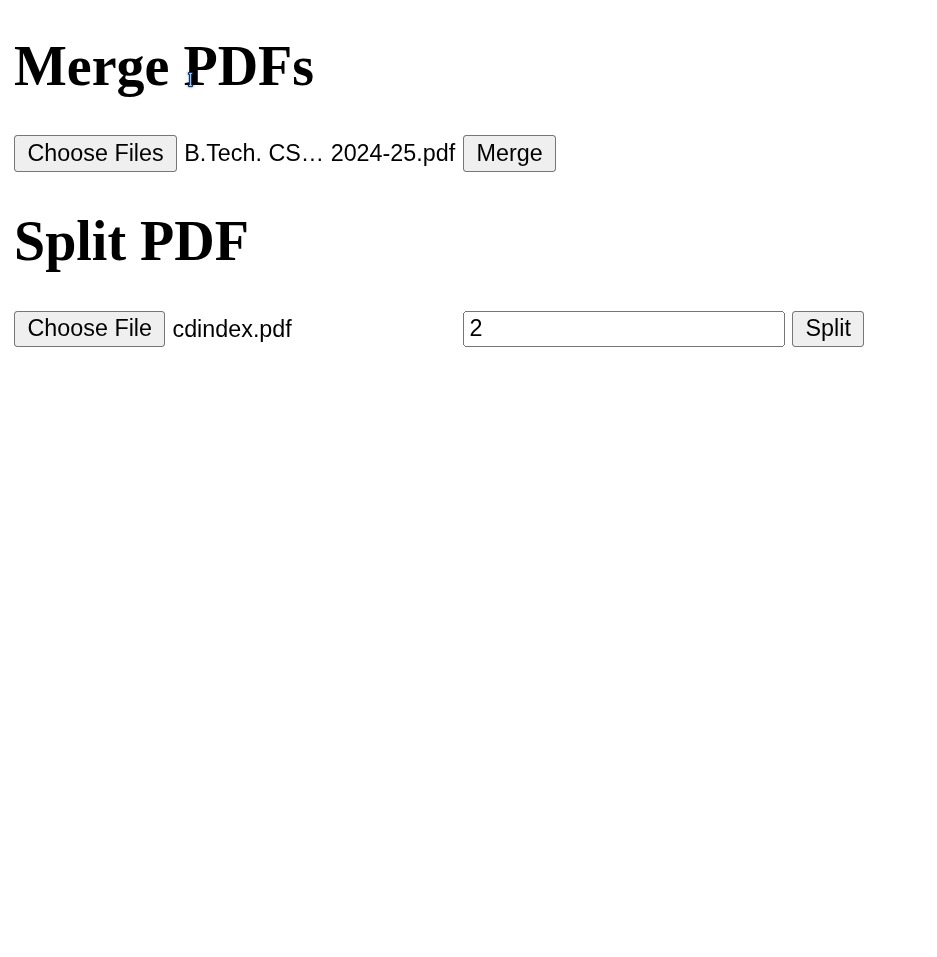 Merge PDFs
Choose Files B.Tech. CS… 2024-25.pdf Merge
Split PDF
Choose File cdindex.pdf 2 Split